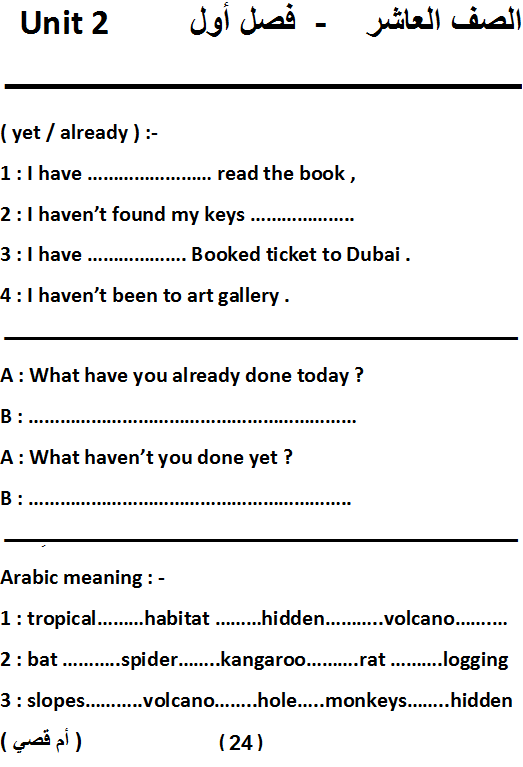 Unit 2 الصف العاشر - فصل أول
( yet / already ) :-
1 : I have ........................ read the book ,
2 : I haven’t found my keys ....................
3 : I have ................... Booked ticket to Dubai .
4 : I haven’t been to art gallery .
A : What have you already done today ?
B : ...............................................................
A : What haven’t you done yet ?
B : ..............................................................
Arabic meaning : -
1 : tropical.........habitat .........hidden...........volcano..........
2 : bat ...........spider........kangaroo..........rat ..........logging
3 : slopes...........volcano........hole.....monkeys........hidden
( أم قصي ) ( 24 )